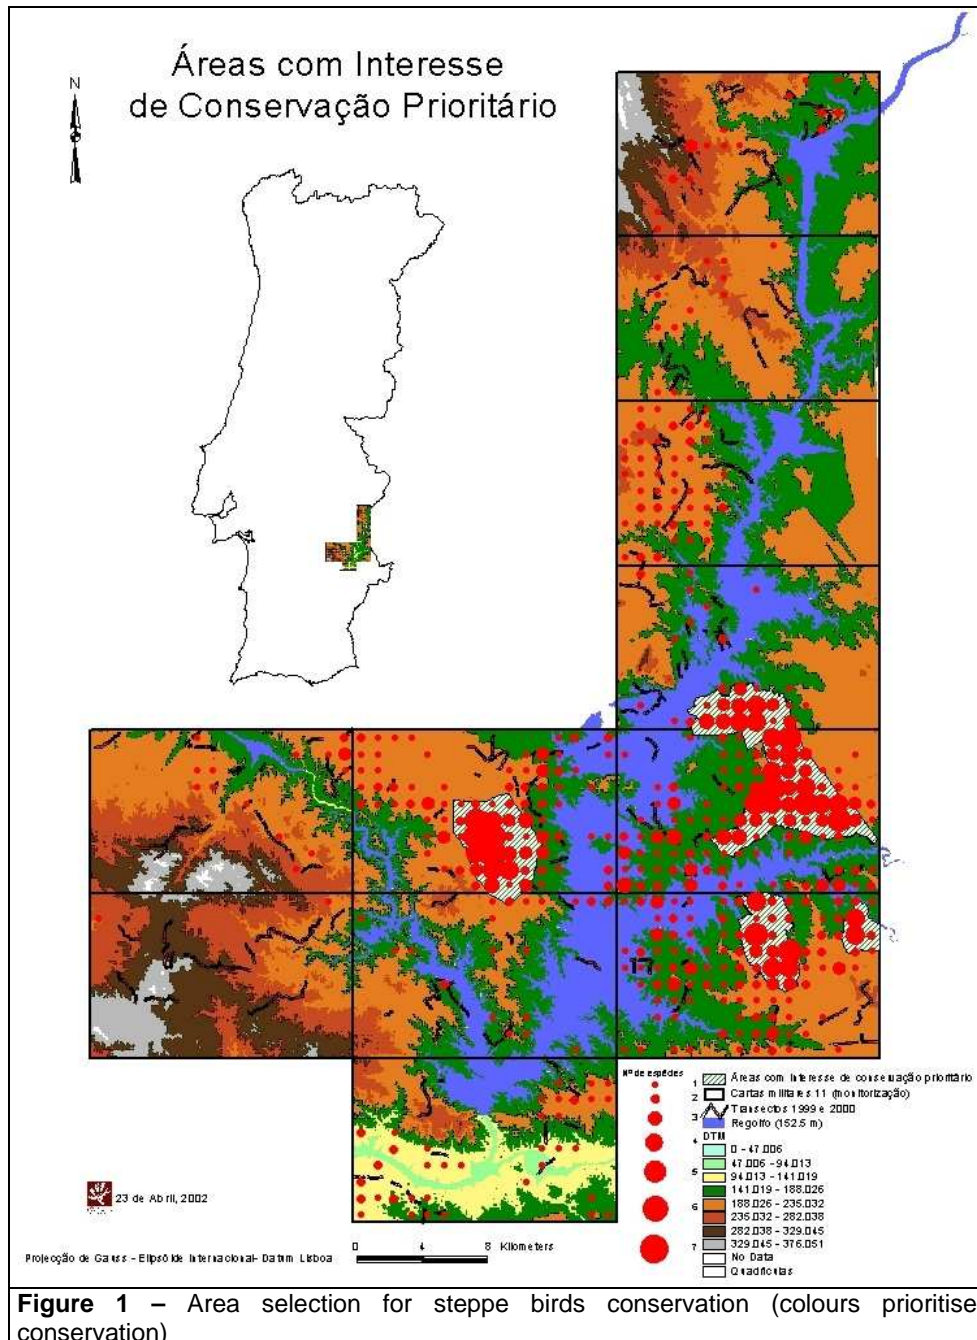 Áreas com Interesse
de Conservação Prioritário
N
Nº de espécies
1
2
3
4
5
6
7
Áreas com interesse de conservação prioritário
Cartas militares 11 (monitorização)
Transectos 1999 e 2000
Regolfo (152.5 m)
DTM
0 - 47.006
47.006 - 94.013
94.013 - 141.019
141.019 - 188.026
188.026 - 235.032
235.032 - 282.038
282.038 - 329.045
329.045 - 376.051
No Data
Quadrículas
23 de Abril, 2002
0 4 8 Kilometers
Projecção de Gauss - Elipsóide Internacional- Datum Lisboa
Figure 1 – Area selection for steppe birds conservation (colours prioritise
conservation)